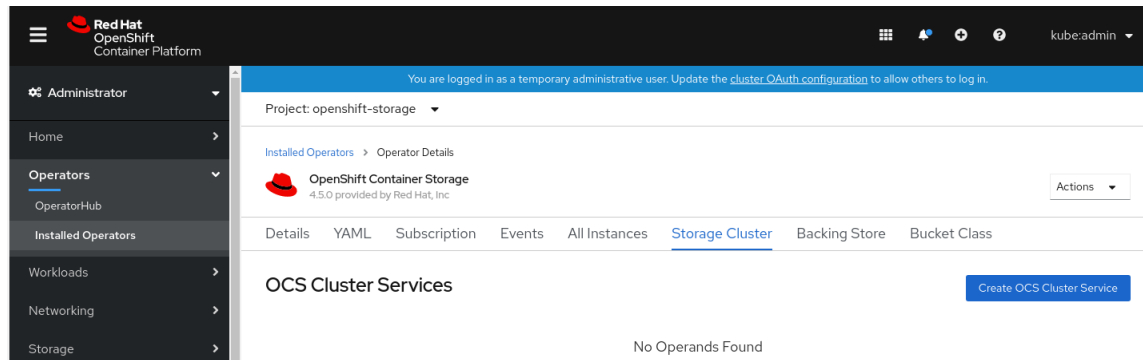 Red Hat
OpenShift
Container Platform
kube:admin
Administrator
Home
Operators
OperatorHub
Installed Operators
Workloads
Networking
Storage
You are logged in as a temporary administrative user. Update the cluster OAuth configuration to allow others to log in.
Project: openshift-storage
Installed Operators > Operator Details
OpenShift Container Storage
4.5.0 provided by Red Hat, Inc
Actions
Details YAML Subscription Events All Instances Storage Cluster Backing Store Bucket Class
OCS Cluster Services
Create OCS Cluster Service
No Operands Found